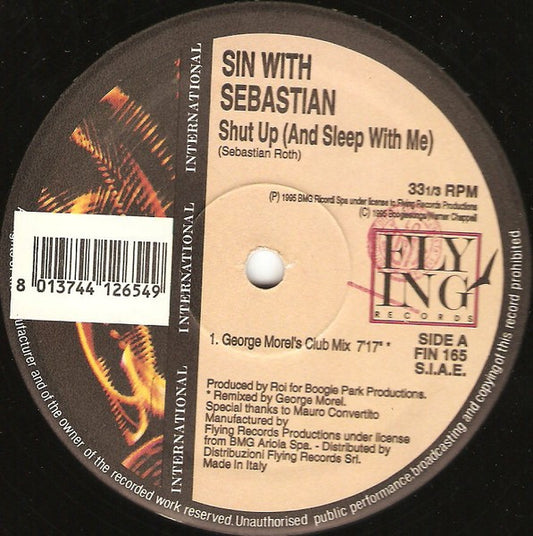 SIN WITH
SEBASTIAN
Shut Up (And Sleep With Me)
(Sebastian Roth)
33 1/3 RPM
(P) 1995 BMG Ricordi Spa under license to Flying Records Productions
(C) 1995 Boogiesongs/Warner Chappell
FLY
ING
RECORDS
SIDE A
FIN 165
S.I.A.E.
1. George Morel's Club Mix 7'17" *
Produced by Roi for Boogie Park Productions.
* Remixed by George Morel.
Special thanks to Mauro Convertito
Manufactured by
Flying Records Productions under license
from BMG Ariola Spa. - Distributed by
Distribuzioni Flying Records Srl.
Made in Italy
INTERNATIONAL
INTERNATIONAL
INTERNATIONAL
INTERNATIONAL
8 013744 126549
manufacturer and of the owner of the recorded work reserved. Unauthorised public performance, broadcasting and copying of this record prohibited